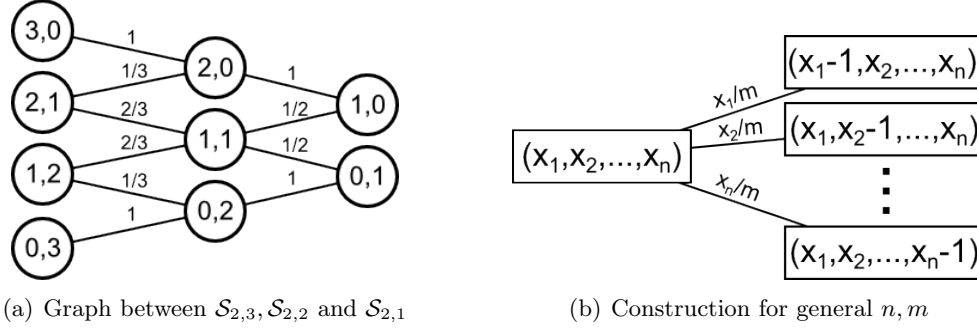 3,0
2,1
1,2
0,3
1
1/3
2/3
2/3
1/3
1
2,0
1,1
0,2
1
1/2
1/2
1
1,0
0,1
(a) Graph between 𝒮₂,₃, 𝒮₂,₂ and 𝒮₂,₁
(x₁,x₂,...,xₙ)
x₁/m
x₂/m
xₙ/m
(x₁-1,x₂,...,xₙ)
(x₁,x₂-1,...,xₙ)
⋮
(x₁,x₂,...,xₙ-1)
(b) Construction for general n, m